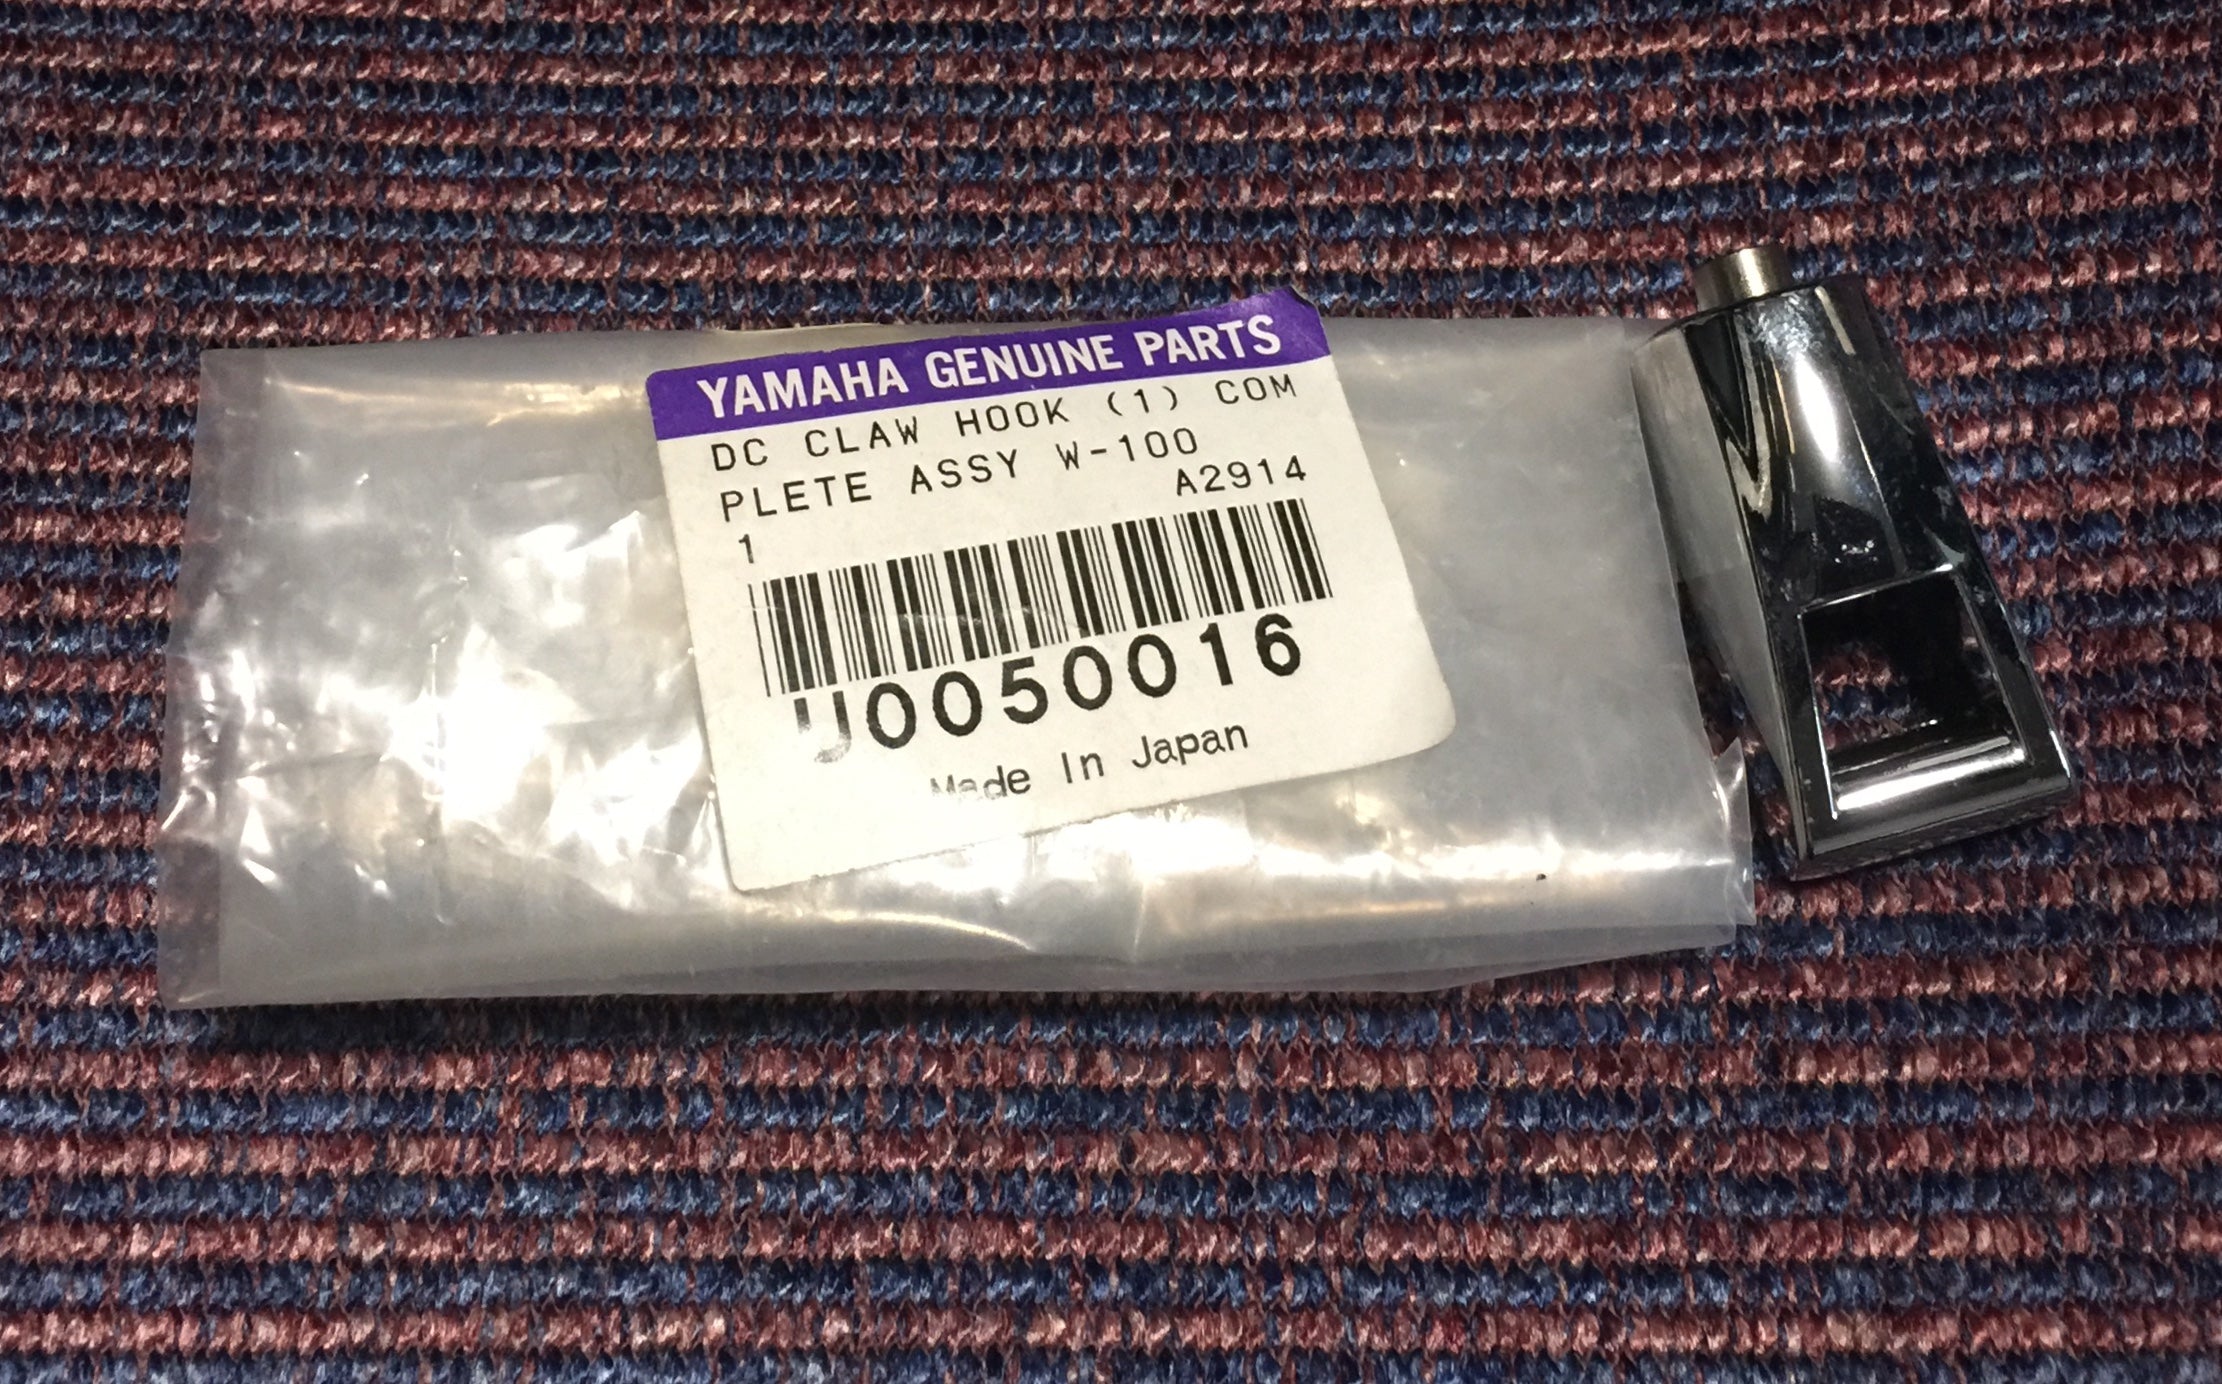 YAMAHA GENUINE PARTS
DC CLAW HOOK (1) COM
PLETE ASSY W-100
A2914
1
U0050016
Made In Japan